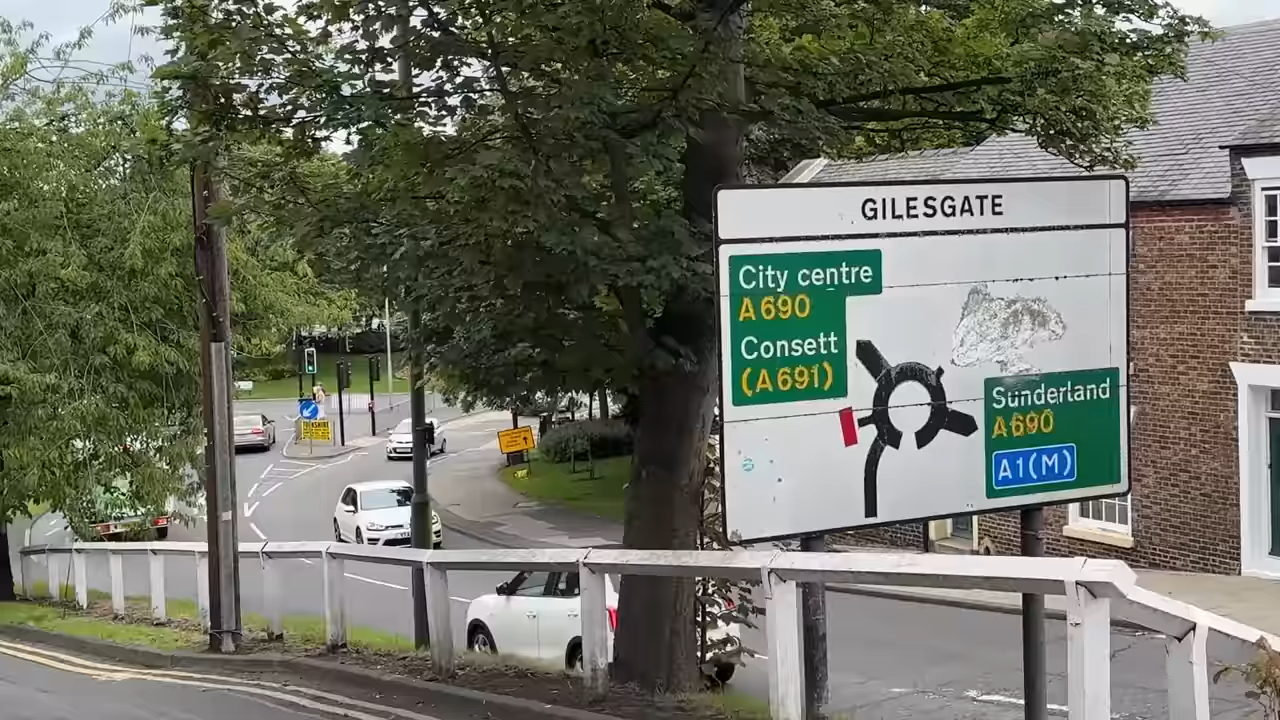 GILESGATE
City centre
A690
Consett
(A691)
Sunderland
A690
A1(M)